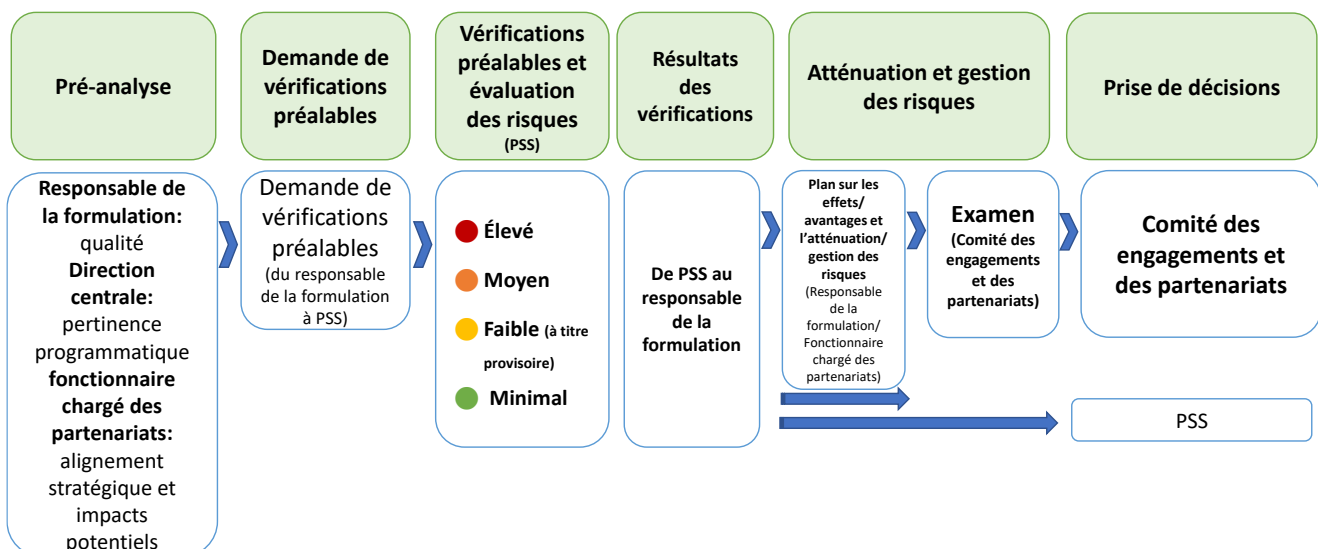 Pré-analyse
Demande de
vérifications
préalables
Vérifications
préalables et
évaluation
des risques
(PSS)
Résultats
des
vérifications
Atténuation et gestion
des risques
Prise de décisions
Responsable de
la formulation:
qualité
Direction
centrale:
pertinence
programmatique
fonctionnaire
chargé des
partenariats:
alignement
stratégique et
impacts
potentiels
Demande de
vérifications
préalables
(du responsable
de la formulation
à PSS)
Élevé
Moyen
Faible (à titre
provisoire)
Minimal
De PSS au
responsable
de la
formulation
Plan sur les
effets/
avantages et
l'atténuation/
gestion des
risques
(Responsable
de la
formulation/
Fonctionnaire
chargé des
partenariats)
Examen
(Comité des
engagements
et des
partenariats)
Comité des
engagements et
des partenariats
PSS